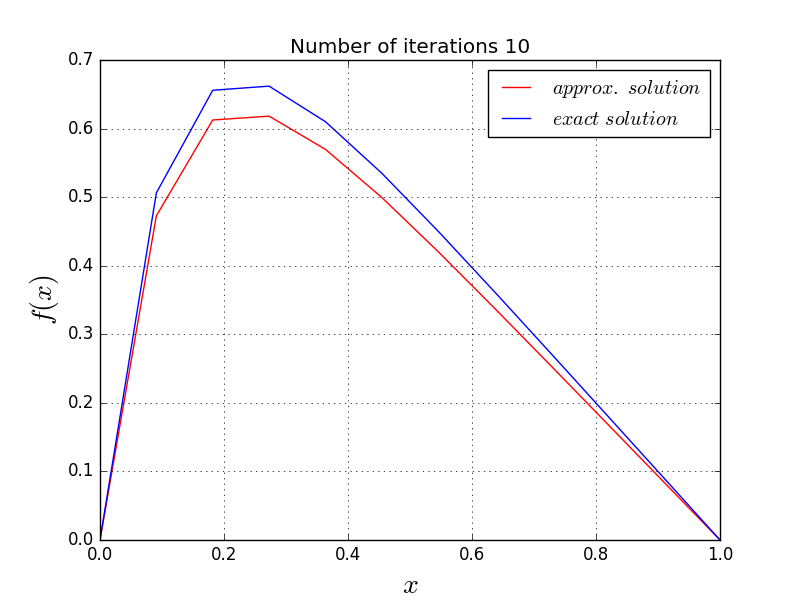 Number of iterations 10
0.7
0.6
0.5
0.4
0.3
0.2
0.1
0.0
f(x)
approx. solution
exact solution
0.0 0.2 0.4 0.6 0.8 1.0
x